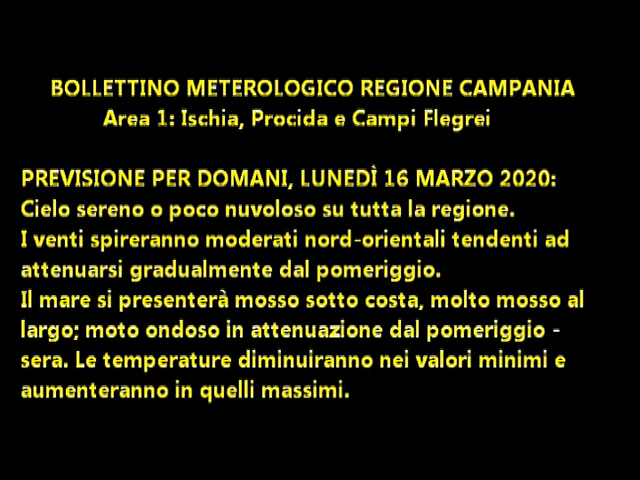 BOLLETTINO METEROLOGICO REGIONE CAMPANIA
Area 1: Ischia, Procida e Campi Flegrei
PREVISIONE PER DOMANI, LUNEDÌ 16 MARZO 2020:
Cielo sereno o poco nuvoloso su tutta la regione.
I venti spireranno moderati nord-orientali tendenti ad
attenuarsi gradualmente dal pomeriggio.
Il mare si presenterà mosso sotto costa, molto mosso al
largo; moto ondoso in attenuazione dal pomeriggio -
sera. Le temperature diminuiranno nei valori minimi e
aumenteranno in quelli massimi.